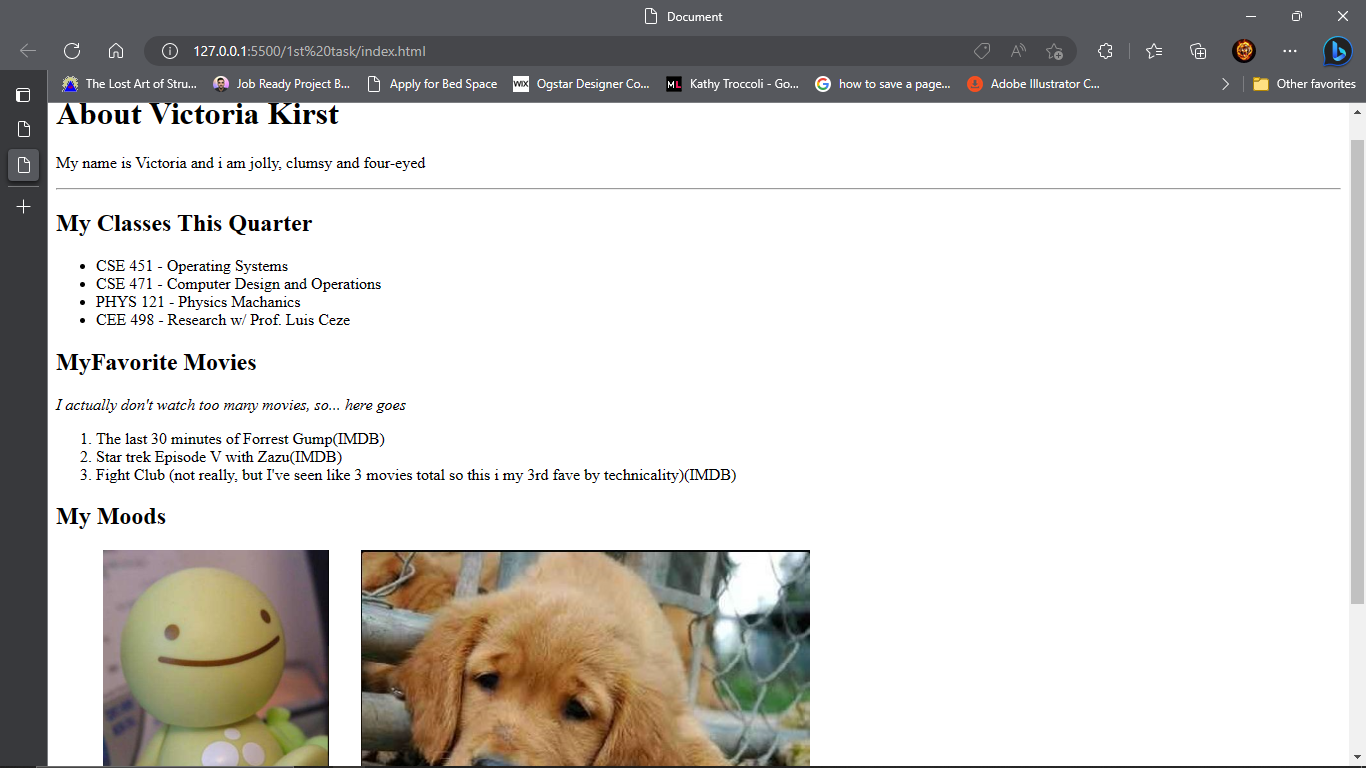 Document
127.0.0.1:5500/1st%20task/index.html
The Lost Art of Stru... Job Ready Project B... Apply for Bed Space WIX Ogstar Designer Co... ML Kathy Troccoli - Go... how to save a page... Adobe Illustrator C... Other favorites
About Victoria Kirst
My name is Victoria and i am jolly, clumsy and four-eyed
My Classes This Quarter
• CSE 451 - Operating Systems
• CSE 471 - Computer Design and Operations
• PHYS 121 - Physics Machanics
• CEE 498 - Research w/ Prof. Luis Ceze
MyFavorite Movies
I actually don't watch too many movies, so... here goes
1. The last 30 minutes of Forrest Gump(IMDB)
2. Star trek Episode V with Zazu(IMDB)
3. Fight Club (not really, but I've seen like 3 movies total so this i my 3rd fave by technicality)(IMDB)
My Moods